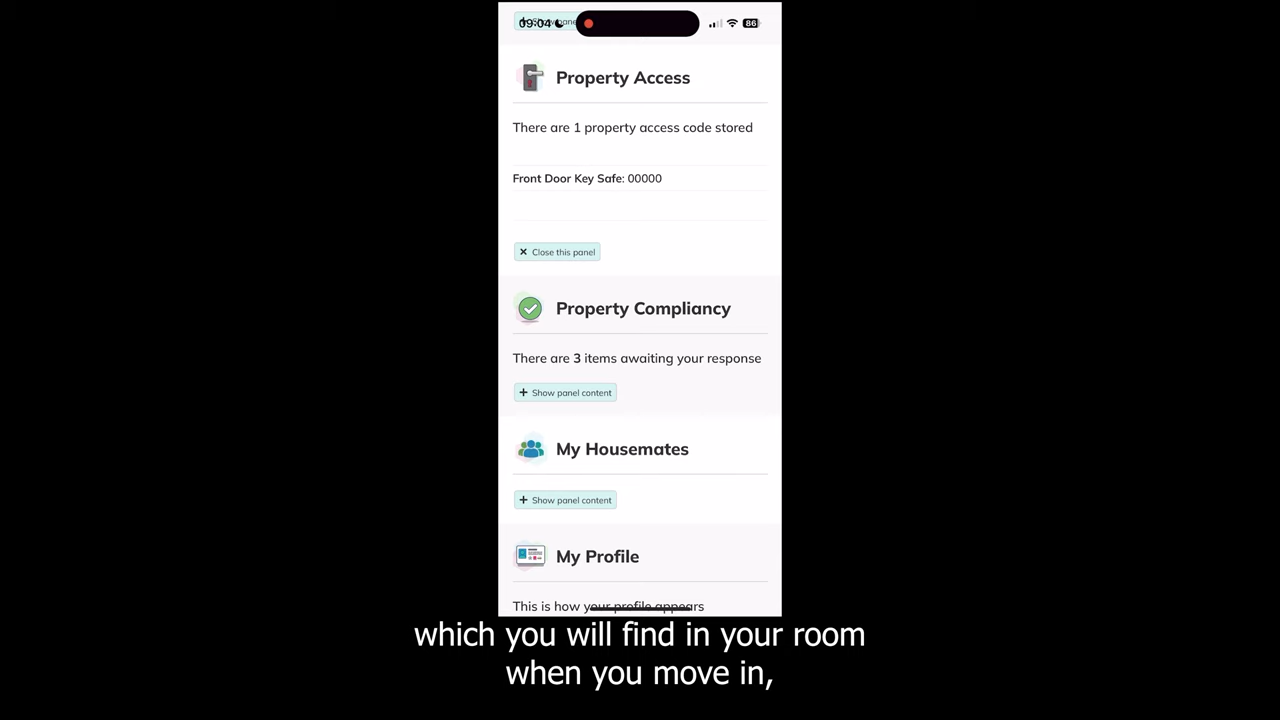 09:04
86
Property Access
There are 1 property access code stored
Front Door Key Safe: 00000
Close this panel
Property Compliancy
There are 3 items awaiting your response
Show panel content
My Housemates
Show panel content
My Profile
This is how your profile appears
which you will find in your room
when you move in,